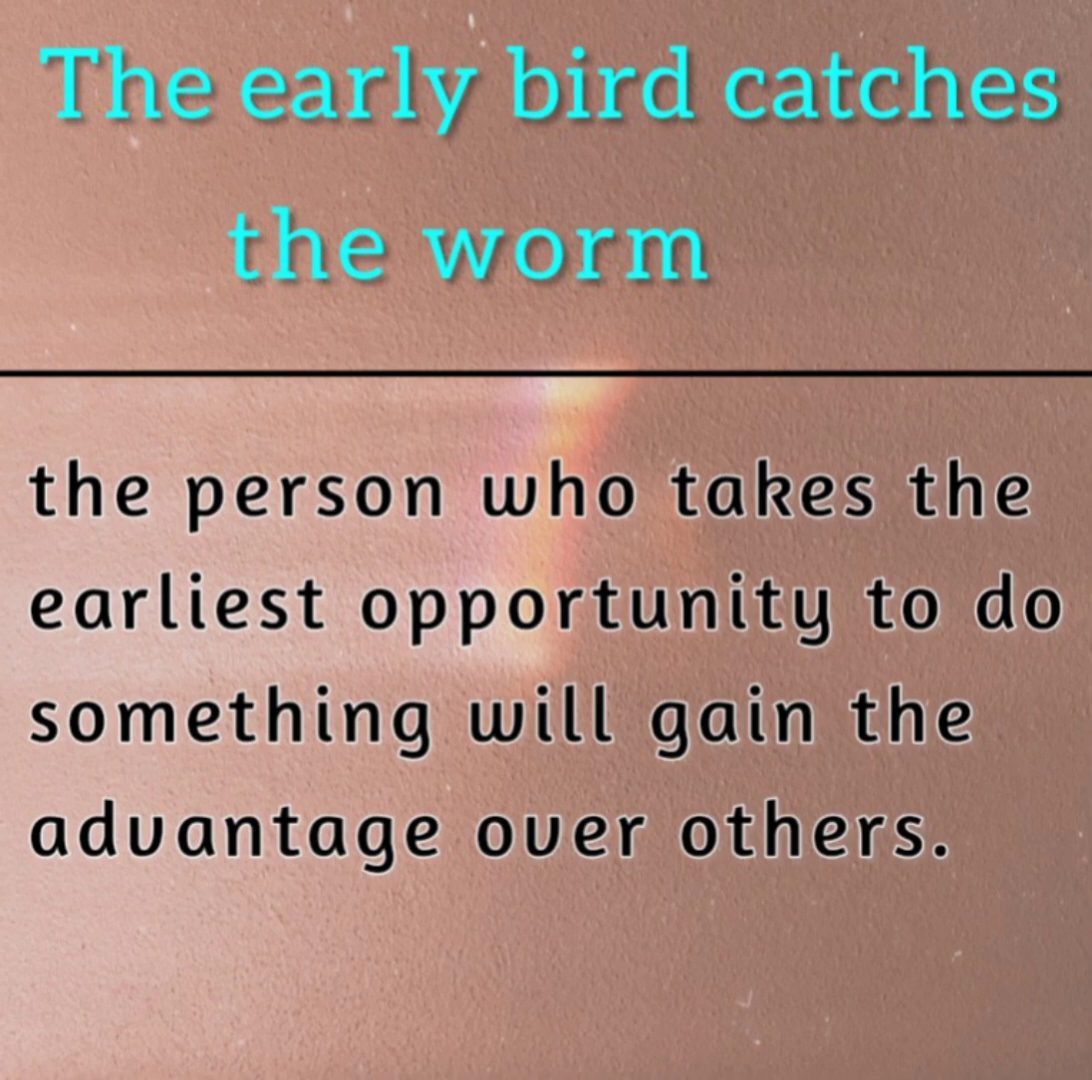 The early bird catches
the worm
the person who takes the
earliest opportunity to do
something will gain the
advantage over others.